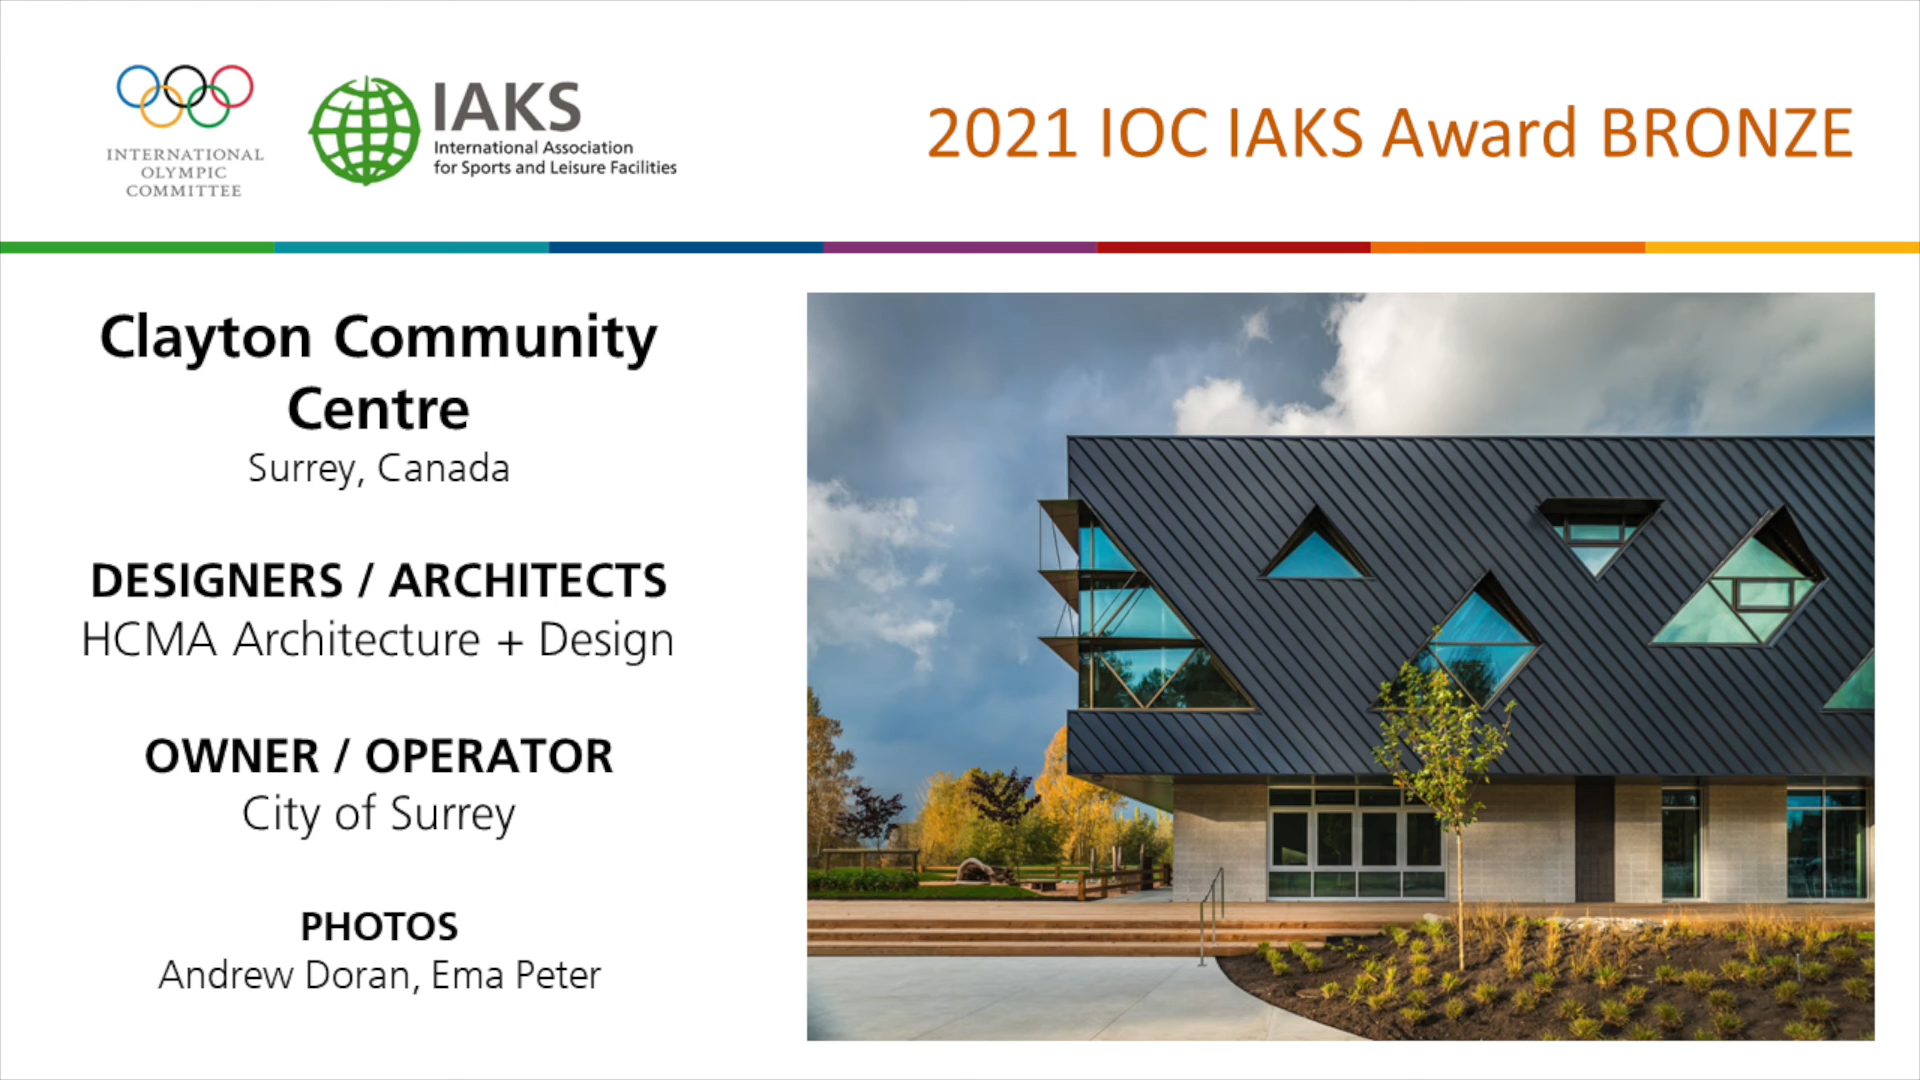 INTERNATIONAL
OLYMPIC
COMMITTEE
IAKS
International Association
for Sports and Leisure Facilities
2021 IOC IAKS Award BRONZE
Clayton Community
Centre
Surrey, Canada
DESIGNERS / ARCHITECTS
HCMA Architecture + Design
OWNER / OPERATOR
City of Surrey
PHOTOS
Andrew Doran, Ema Peter